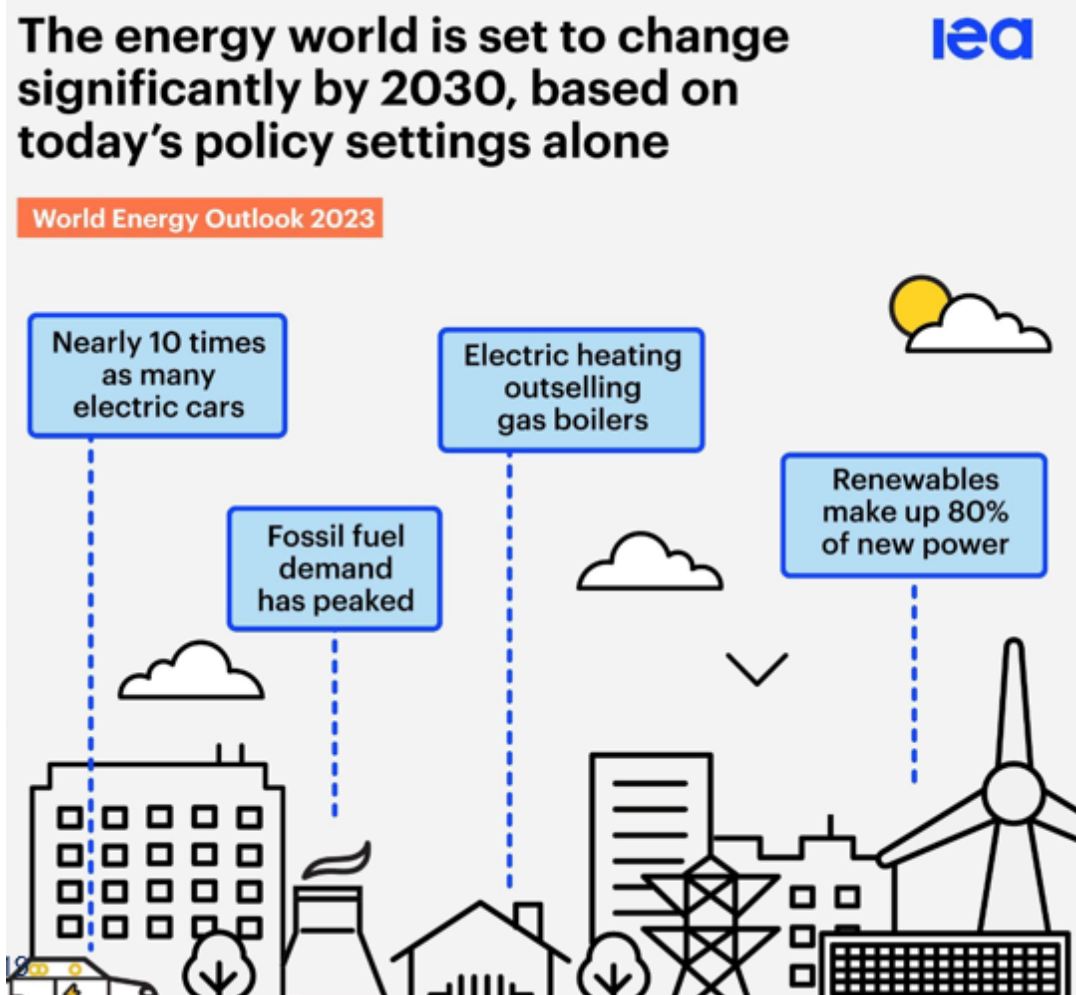 The energy world is set to change
significantly by 2030, based on
today's policy settings alone
iea
World Energy Outlook 2023
Nearly 10 times
as many
electric cars
Electric heating
outselling
gas boilers
Renewables
make up 80%
of new power
Fossil fuel
demand
has peaked
19